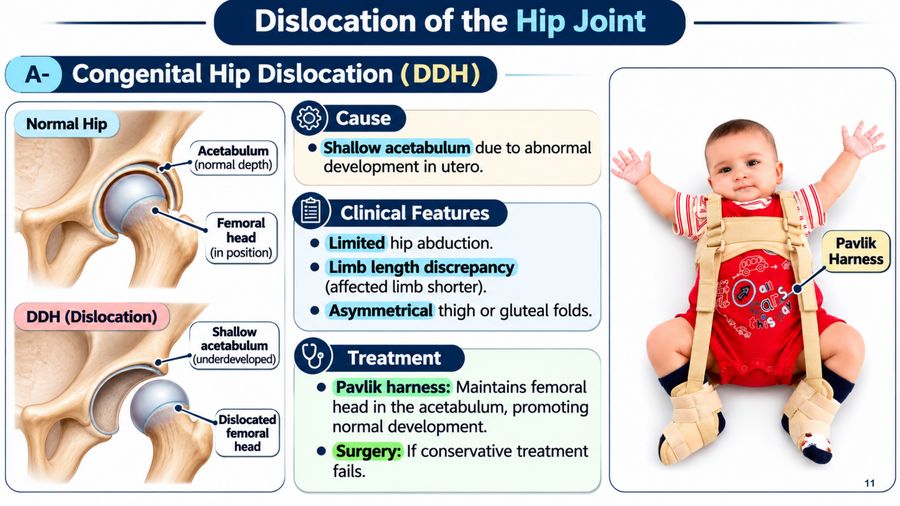 Dislocation of the Hip Joint
A- Congenital Hip Dislocation (DDH)
Normal Hip
Acetabulum
(normal depth)
Femoral
head
(in position)
DDH (Dislocation)
Shallow
acetabulum
(underdeveloped)
Dislocated
femoral
head
Cause
• Shallow acetabulum due to abnormal
development in utero.
Clinical Features
• Limited hip abduction.
• Limb length discrepancy
(affected limb shorter).
• Asymmetrical thigh or gluteal folds.
Treatment
• Pavlik harness: Maintains femoral
head in the acetabulum, promoting
normal development.
• Surgery: If conservative treatment
fails.
Pavlik
Harness
11